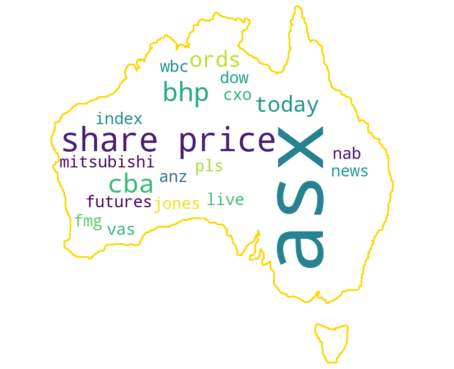 wbc ords
dow
bhp cxo
today
index
share price
asx
nab
mitsubishi
pls
news
cba anz
futures jones live
fmg
vas